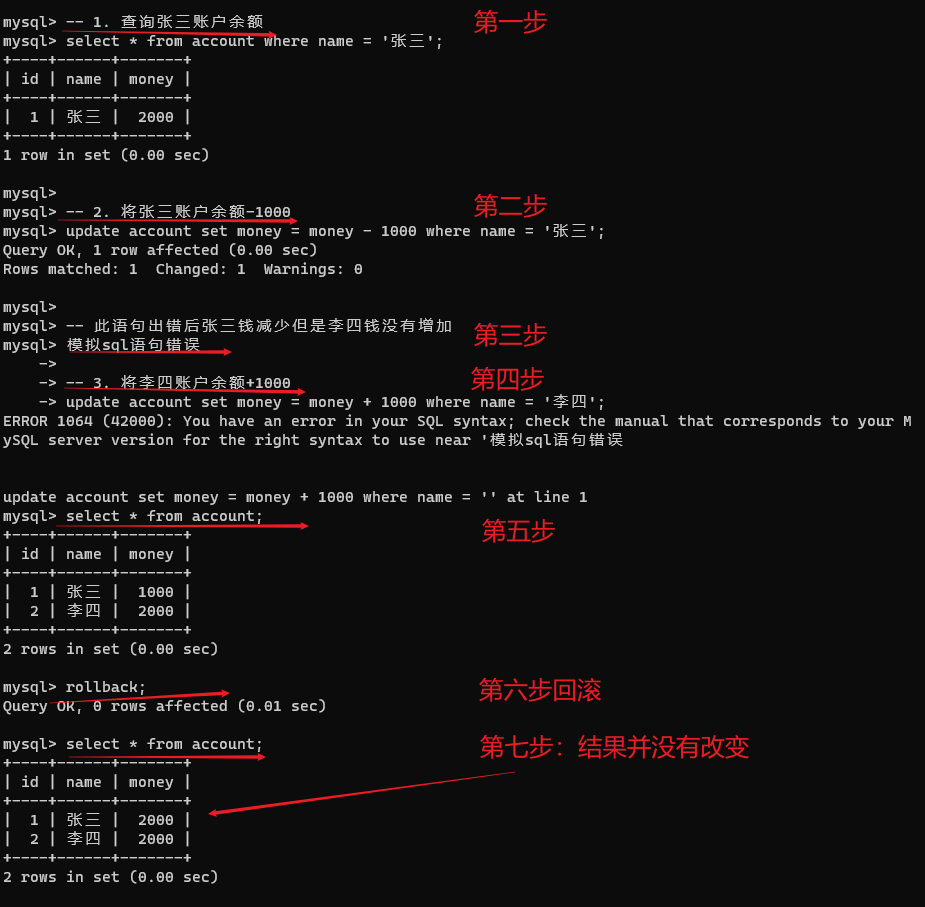 mysql> -- 1. 查询张三账户余额
第一步
mysql> select * from account where name = '张三';
+----+------+-------+
| id | name | money |
+----+------+-------+
|  1 | 张三 |  2000 |
+----+------+-------+
1 row in set (0.00 sec)
mysql>
mysql> -- 2. 将张三账户余额-1000
第二步
mysql> update account set money = money - 1000 where name = '张三';
Query OK, 1 row affected (0.00 sec)
Rows matched: 1  Changed: 1  Warnings: 0
mysql>
mysql> -- 此语句出错后张三钱减少但是李四钱没有增加
第三步
mysql> 模拟sql语句错误
    ->
    -> -- 3. 将李四账户余额+1000
第四步
    -> update account set money = money + 1000 where name = '李四';
ERROR 1064 (42000): You have an error in your SQL syntax; check the manual that corresponds to your M
ySQL server version for the right syntax to use near '模拟sql语句错误
update account set money = money + 1000 where name = '' at line 1
mysql> select * from account;
第五步
+----+------+-------+
| id | name | money |
+----+------+-------+
|  1 | 张三 |  1000 |
|  2 | 李四 |  2000 |
+----+------+-------+
2 rows in set (0.00 sec)
mysql> rollback;
第六步回滚
Query OK, 0 rows affected (0.01 sec)
mysql> select * from account;
第七步：结果并没有改变
+----+------+-------+
| id | name | money |
+----+------+-------+
|  1 | 张三 |  2000 |
|  2 | 李四 |  2000 |
+----+------+-------+
2 rows in set (0.00 sec)